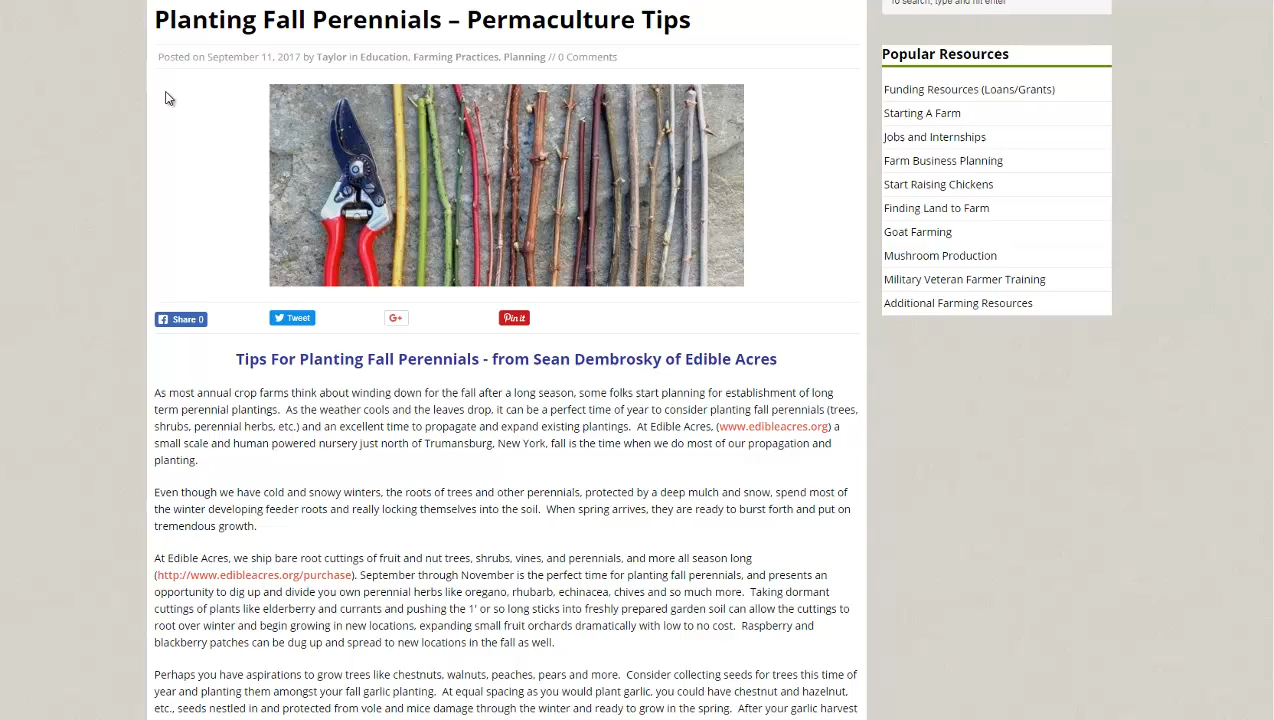 Planting Fall Perennials – Permaculture Tips
Posted on September 11, 2017 by Taylor in Education, Farming Practices, Planning // 0 Comments
Share 0
Tweet
G+
Pin it
Tips For Planting Fall Perennials - from Sean Dembrosky of Edible Acres
As most annual crop farms think about winding down for the fall after a long season, some folks start planning for establishment of long
term perennial plantings.  As the weather cools and the leaves drop, it can be a perfect time of year to consider planting fall perennials (trees,
shrubs, perennial herbs, etc.) and an excellent time to propagate and expand existing plantings.  At Edible Acres, (www.edibleacres.org) a
small scale and human powered nursery just north of Trumansburg, New York, fall is the time when we do most of our propagation and
planting.
Even though we have cold and snowy winters, the roots of trees and other perennials, protected by a deep mulch and snow, spend most of
the winter developing feeder roots and really locking themselves into the soil.  When spring arrives, they are ready to burst forth and put on
tremendous growth.
At Edible Acres, we ship bare root cuttings of fruit and nut trees, shrubs, vines, and perennials, and more all season long
(http://www.edibleacres.org/purchase). September through November is the perfect time for planting fall perennials, and presents an
opportunity to dig up and divide you own perennial herbs like oregano, rhubarb, echinacea, chives and so much more.  Taking dormant
cuttings of plants like elderberry and currants and pushing the 1' or so long sticks into freshly prepared garden soil can allow the cuttings to
root over winter and begin growing in new locations, expanding small fruit orchards dramatically with low to no cost.  Raspberry and
blackberry patches can be dug up and spread to new locations in the fall as well.
Perhaps you have aspirations to grow trees like chestnuts, walnuts, peaches, pears and more.  Consider collecting seeds for trees this time of
year and planting them amongst your fall garlic planting.  At equal spacing as you would plant garlic, you could have chestnut and hazelnut,
etc., seeds nestled in and protected from vole and mice damage through the winter and ready to grow in the spring.  After your garlic harvest
To search, type and hit enter
Popular Resources
Funding Resources (Loans/Grants)
Starting A Farm
Jobs and Internships
Farm Business Planning
Start Raising Chickens
Finding Land to Farm
Goat Farming
Mushroom Production
Military Veteran Farmer Training
Additional Farming Resources